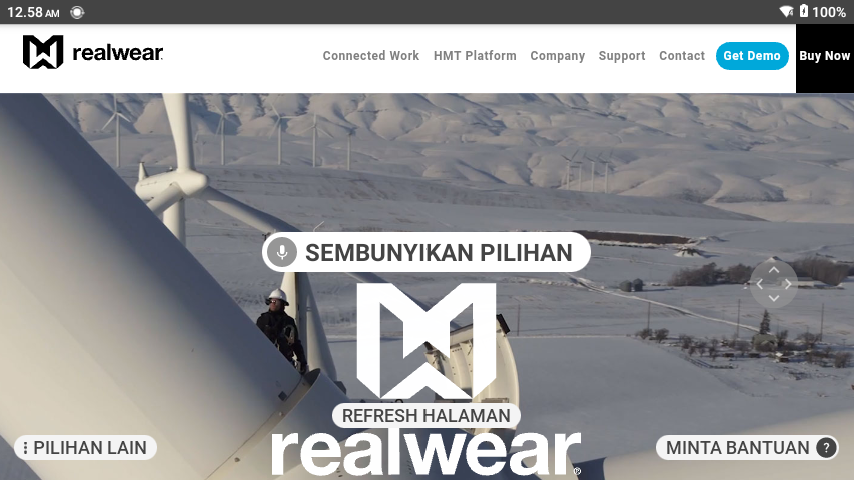 12.58 AM
100%
realwear
Connected Work HMT Platform Company Support Contact Get Demo Buy Now
SEMBUNYIKAN PILIHAN
REFRESH HALAMAN
PILIHAN LAIN
MINTA BANTUAN ?
realwear®